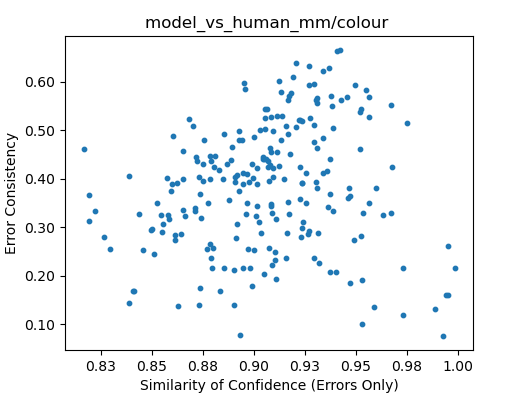 model_vs_human_mm/colour
Error Consistency
0.60
0.50
0.40
0.30
0.20
0.10
0.83 0.85 0.88 0.90 0.93 0.95 0.98 1.00
Similarity of Confidence (Errors Only)